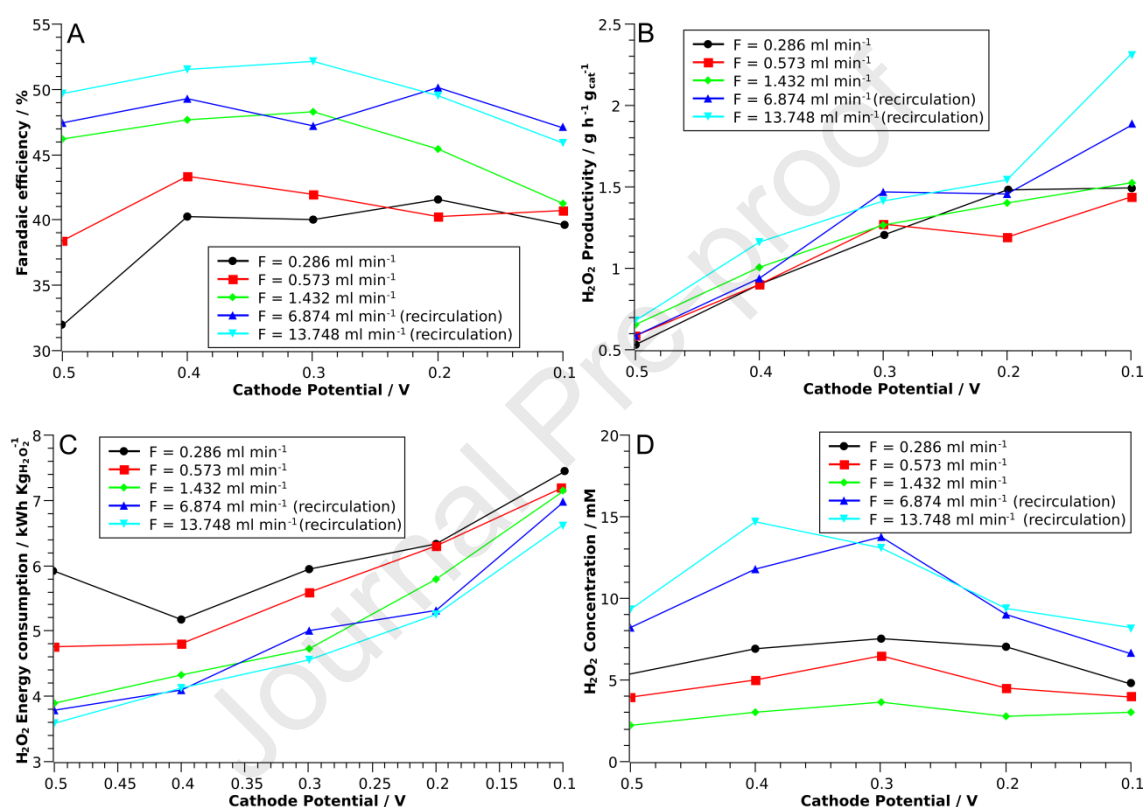 A
Faradaic efficiency / %
55
50
45
40
35
30
F = 0.286 ml min⁻¹
F = 0.573 ml min⁻¹
F = 1.432 ml min⁻¹
F = 6.874 ml min⁻¹ (recirculation)
F = 13.748 ml min⁻¹ (recirculation)
0.5 0.4 0.3 0.2 0.1
Cathode Potential / V
B
H₂O₂ Productivity / g h⁻¹ g_cat⁻¹
2.5
2
1.5
1
0.5
F = 0.286 ml min⁻¹
F = 0.573 ml min⁻¹
F = 1.432 ml min⁻¹
F = 6.874 ml min⁻¹ (recirculation)
F = 13.748 ml min⁻¹ (recirculation)
0.5 0.4 0.3 0.2 0.1
Cathode Potential / V
C
H₂O₂ Energy consumption / kWh Kg_H₂O₂⁻¹
8
7
6
5
4
3
F = 0.286 ml min⁻¹
F = 0.573 ml min⁻¹
F = 1.432 ml min⁻¹
F = 6.874 ml min⁻¹ (recirculation)
F = 13.748 ml min⁻¹ (recirculation)
0.5 0.45 0.4 0.35 0.3 0.25 0.2 0.15 0.1
Cathode Potential / V
D
H₂O₂ Concentration / mM
20
15
10
5
0
F = 0.286 ml min⁻¹
F = 0.573 ml min⁻¹
F = 1.432 ml min⁻¹
F = 6.874 ml min⁻¹ (recirculation)
F = 13.748 ml min⁻¹ (recirculation)
0.5 0.4 0.3 0.2 0.1
Cathode Potential / V
Journal Pre-proof